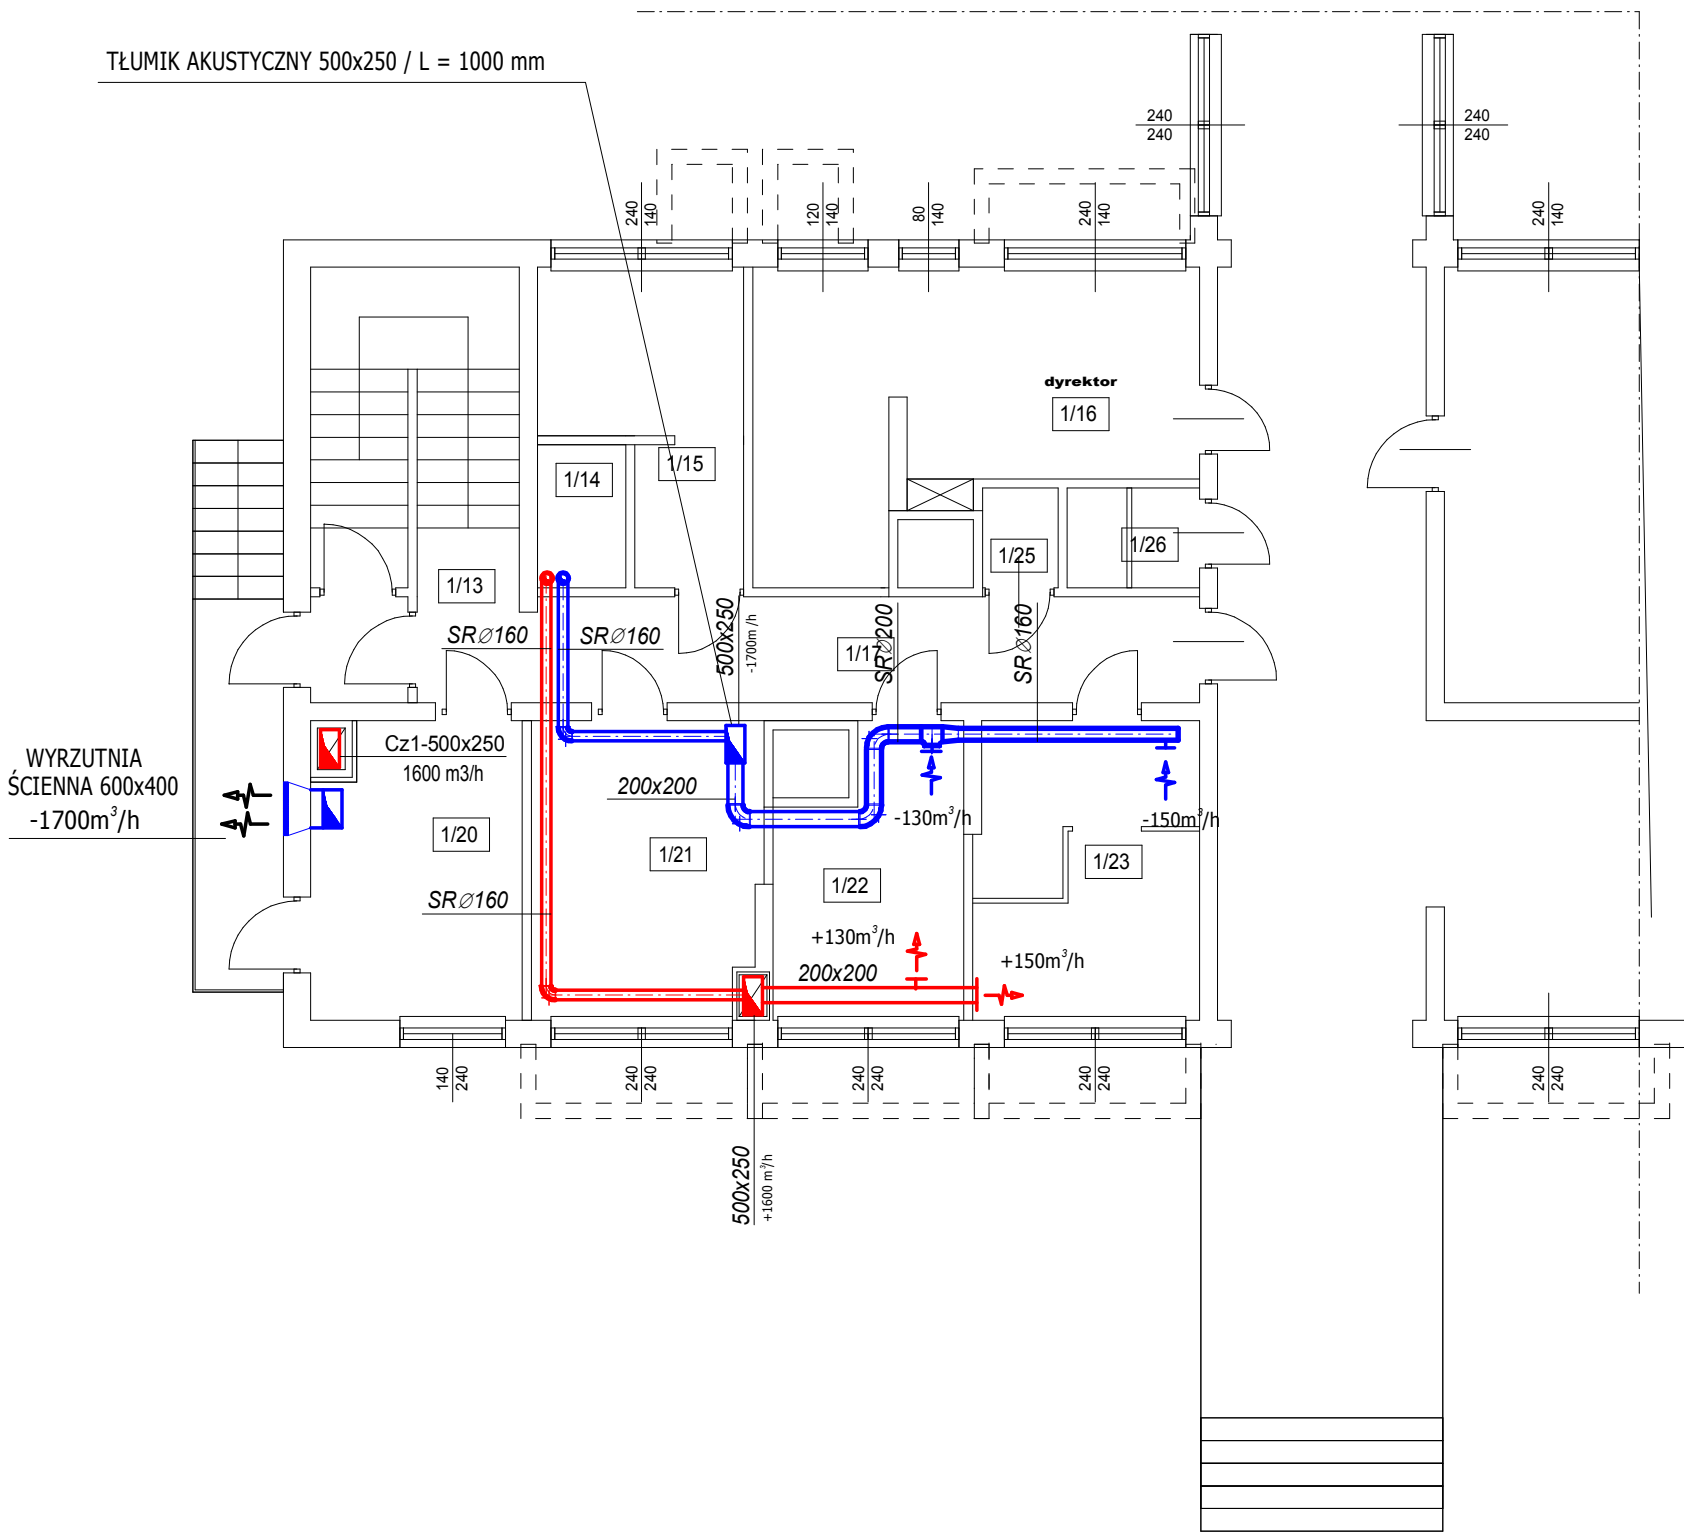 TŁUMIK AKUSTYCZNY 500x250 / L = 1000 mm
240
240
240
240
240
140
120
140
80
140
240
140
240
140
dyrektor
1/16
1/15
1/14
1/25
1/26
1/13
SRØ160
SRØ160
500x250
-1700m³/h
1/17
SRØ200
SRØ160
WYRZUTNIA
ŚCIENNA 600x400
-1700m³/h
Cz1-500x250
1600 m3/h
200x200
-130m³/h
-150m³/h
1/20
1/21
1/22
1/23
SRØ160
+130m³/h
200x200
+150m³/h
140
240
240
240
240
240
240
240
240
240
500x250
+1600 m³/h